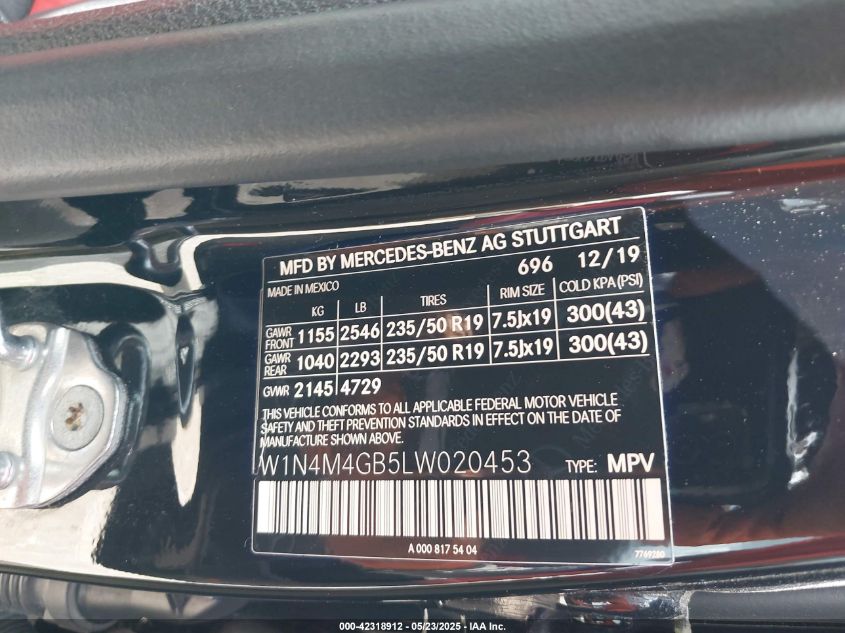 MFD BY MERCEDES-BENZ AG STUTTGART
696 12/19
MADE IN MEXICO
KG LB TIRES RIM SIZE COLD KPA(PSI)
GAWR FRONT 1155 2546 235/50 R19 7.5Jx19 300(43)
GAWR REAR 1040 2293 235/50 R19 7.5Jx19 300(43)
GVWR 2145 4729
THIS VEHICLE CONFORMS TO ALL APPLICABLE FEDERAL MOTOR VEHICLE
SAFETY AND THEFT PREVENTION STANDARDS IN EFFECT ON THE DATE OF
MANUFACTURE SHOWN ABOVE.
W1N4M4GB5LW020453 TYPE: MPV
A 000 817 54 04
7769280
000-42318912 - 05/23/2025 - IAA Inc.